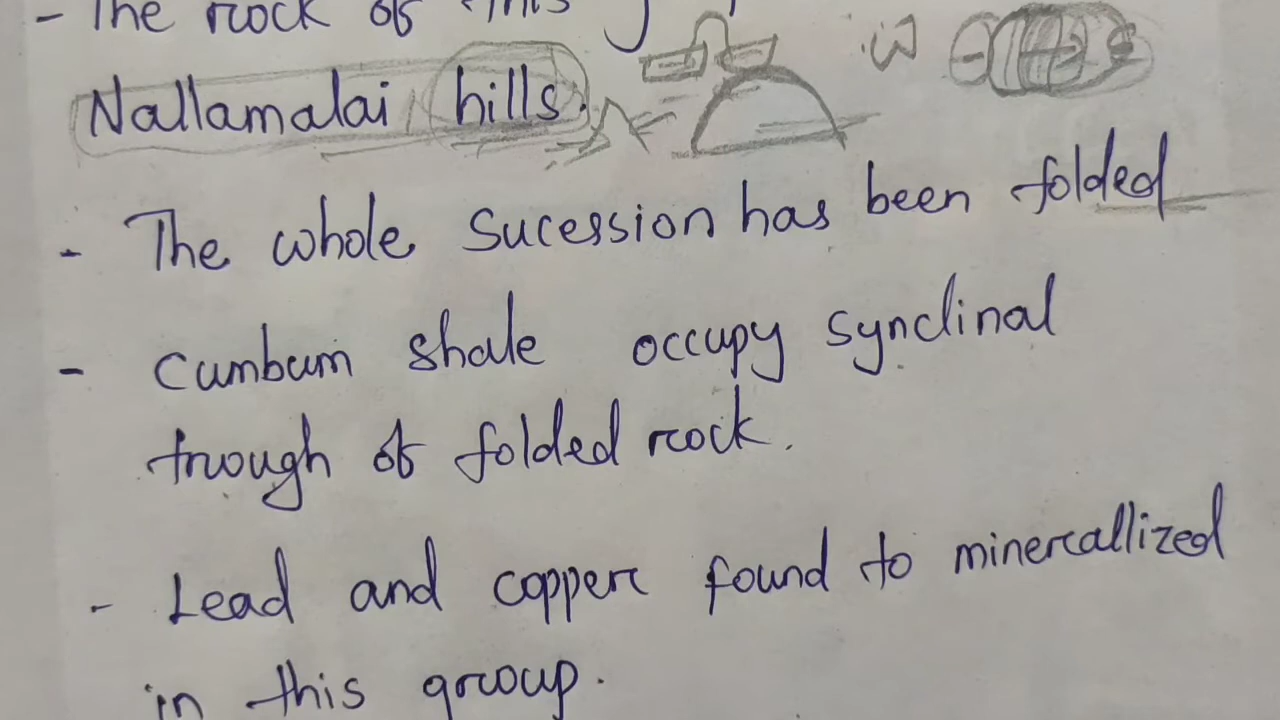 - The rock of this
Nallamalai hills.
- The whole Sucession has been folded
- Cumbum shale occupy synclinal
trough of folded rock.
- Lead and copper found to minerallized
in this group.